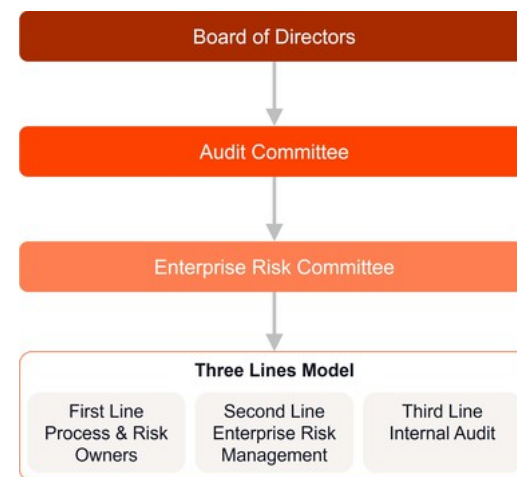 Board of Directors
Audit Committee
Enterprise Risk Committee
Three Lines Model
First Line
Process & Risk
Owners
Second Line
Enterprise Risk
Management
Third Line
Internal Audit